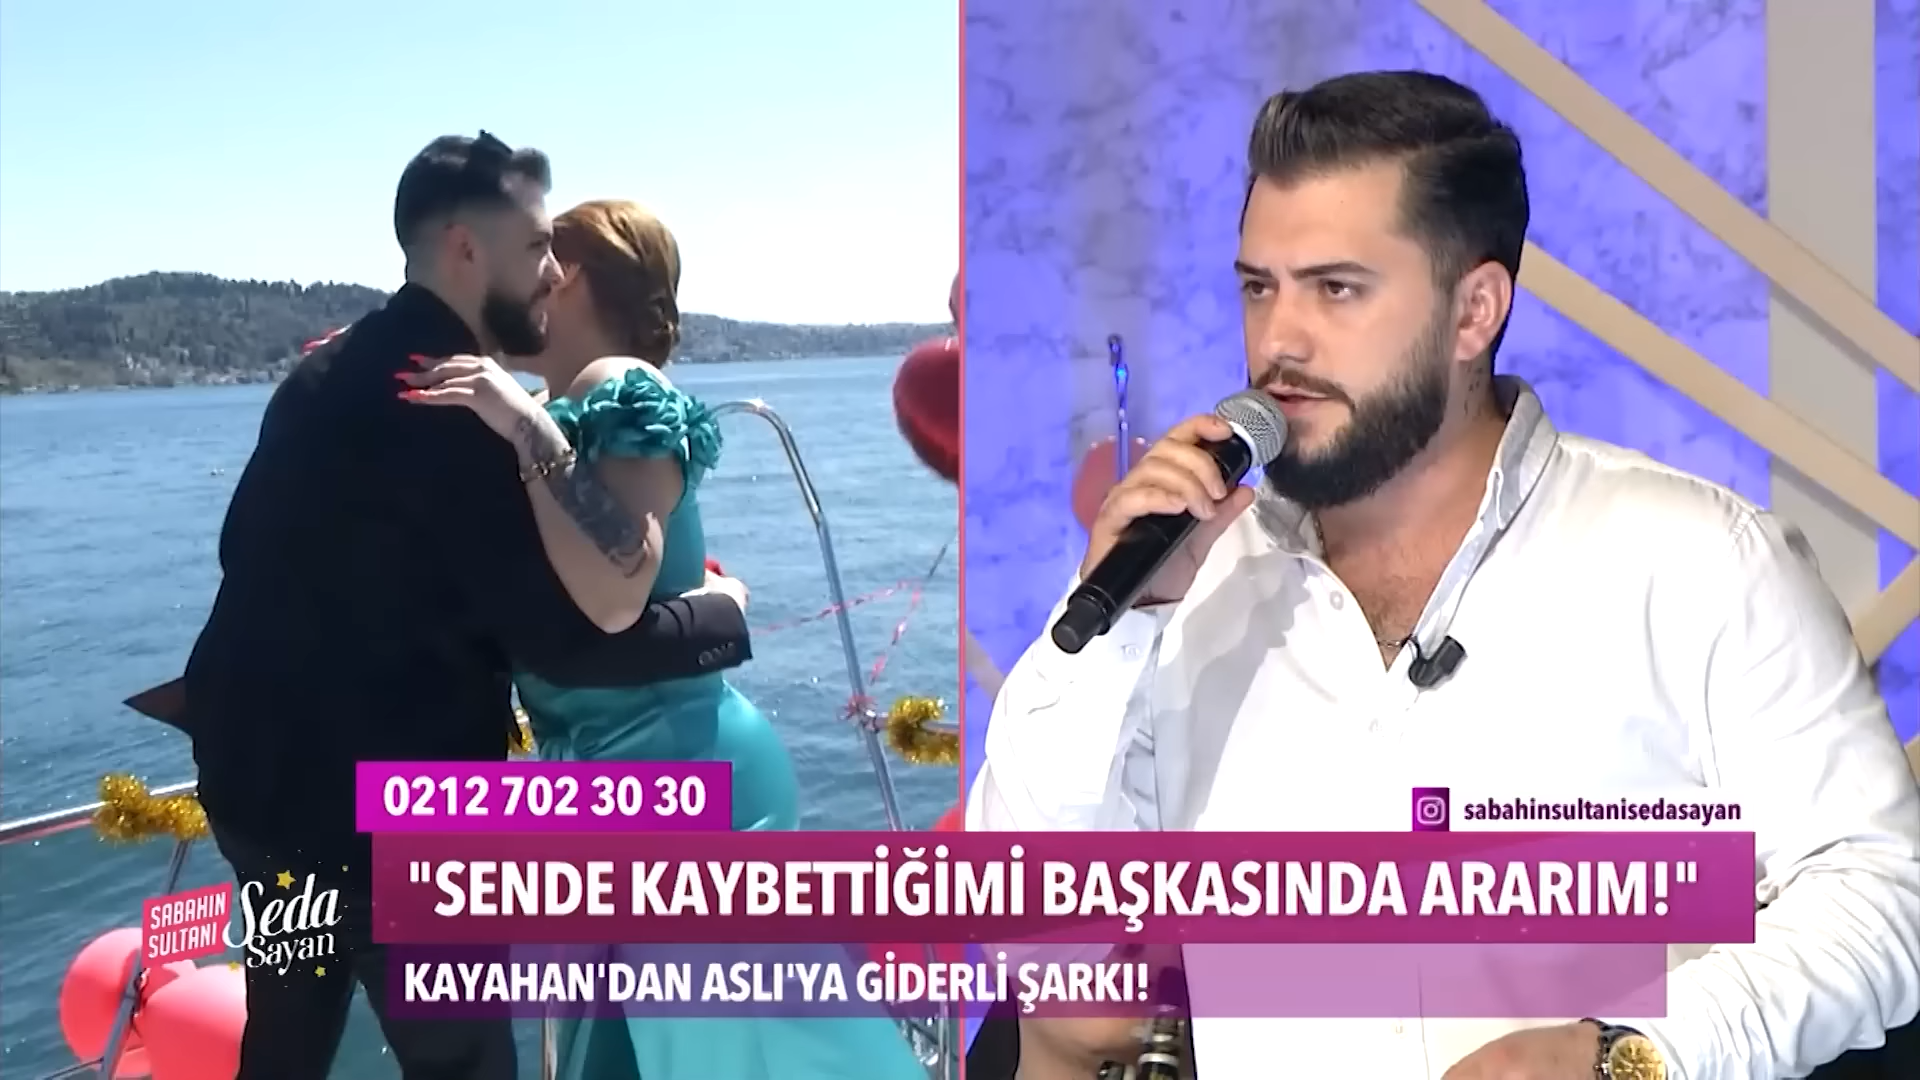 0212 702 30 30
sabahinsultanisedasayan
"SENDE KAYBETTİĞİMİ BAŞKASINDA ARARIM!"
KAYAHAN'DAN ASLI'YA GİDERLİ ŞARKI!
SABAHIN
SULTANI
Seda
Sayan